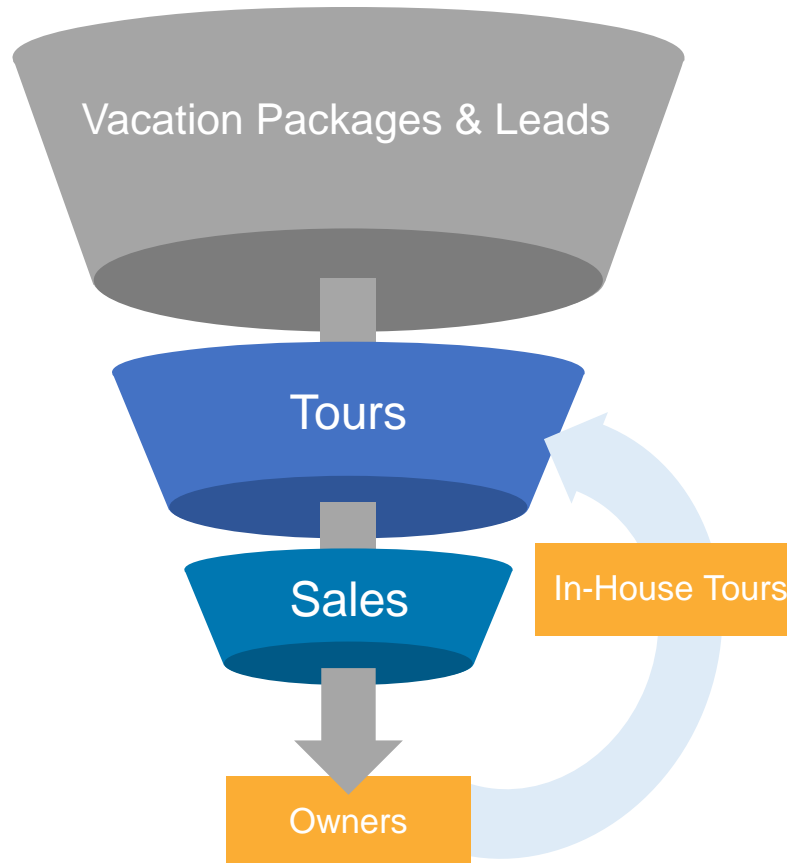 Vacation Packages & Leads
Tours
Sales
In-House Tours
Owners